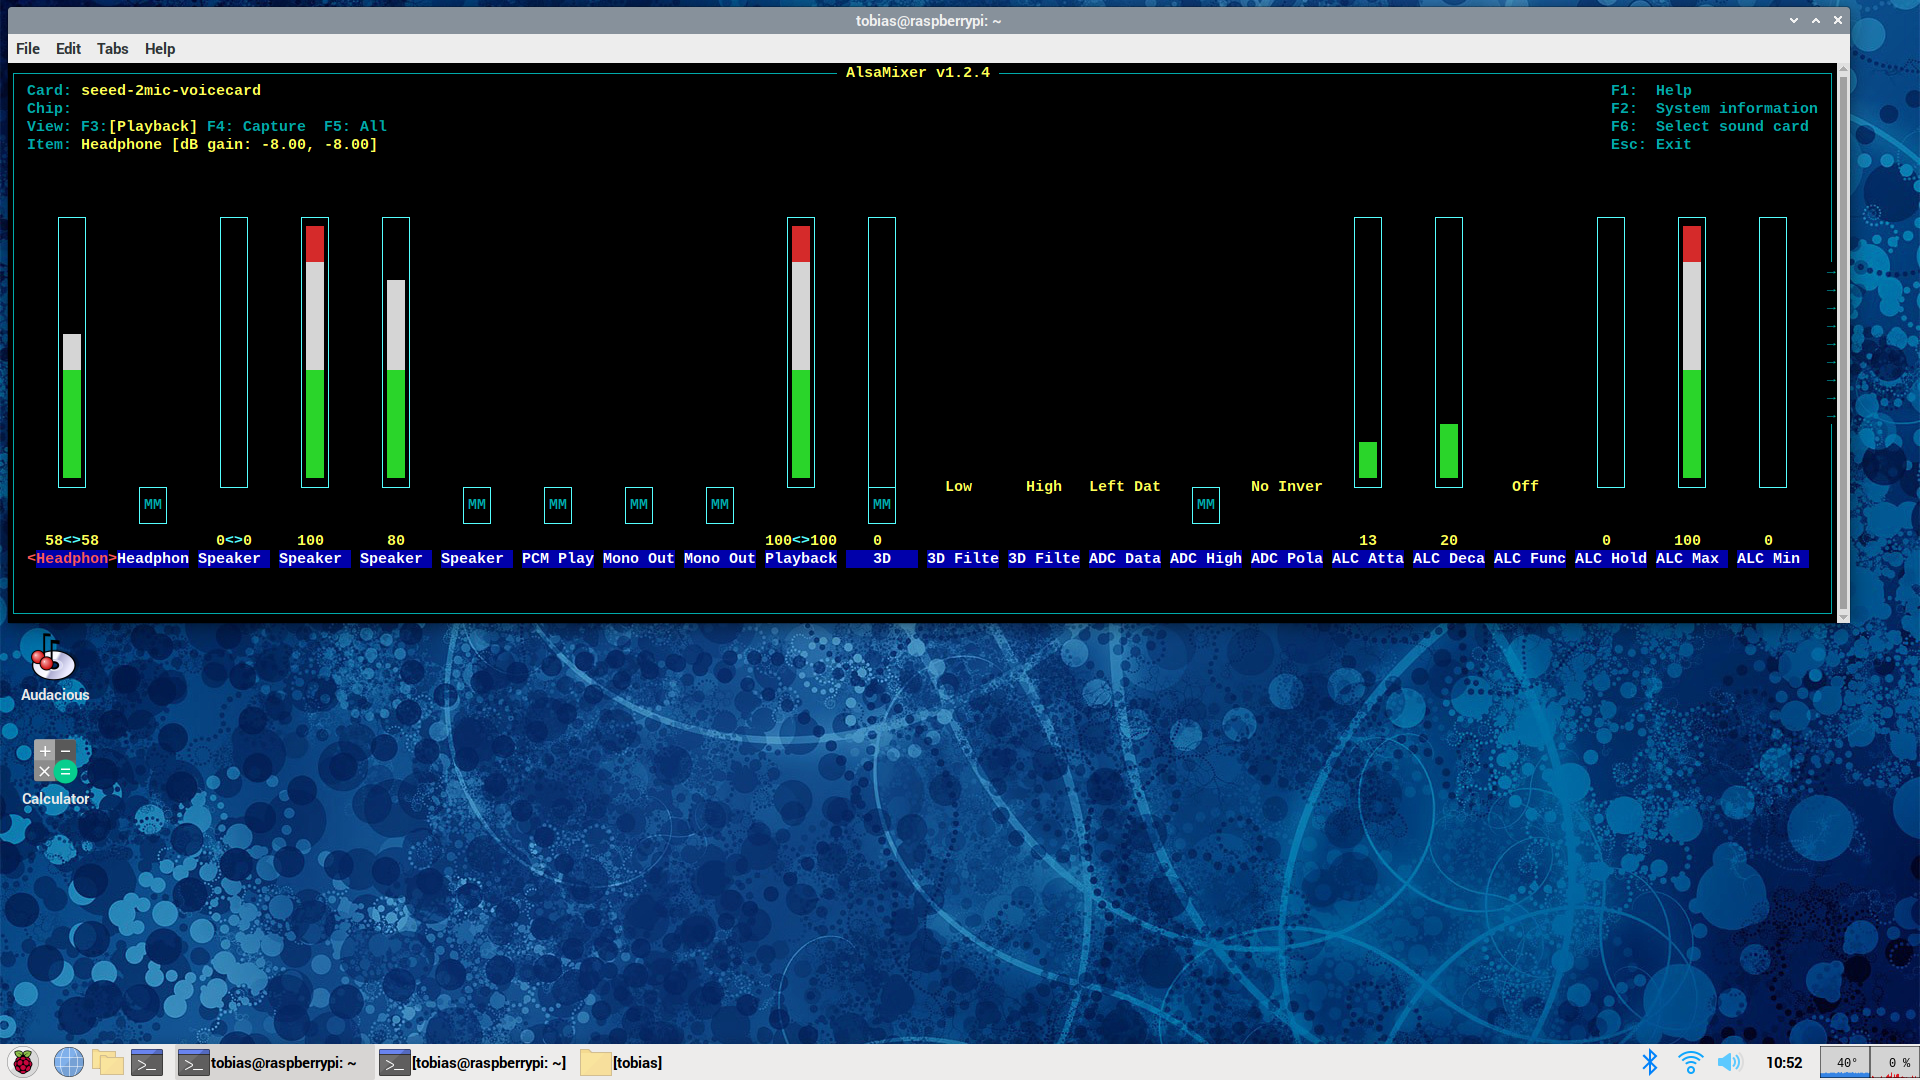 tobias@raspberrypi: ~
File Edit Tabs Help
AlsaMixer v1.2.4
Card: seeed-2mic-voicecard F1: Help
Chip: F2: System information
View: F3:[Playback] F4: Capture F5: All F6: Select sound card
Item: Headphone [dB gain: -8.00, -8.00] Esc: Exit
Low High Left Dat No Inver Off
MM MM MM MM MM MM MM
58<>58 0<>0 100 80 100<>100 0 13 20 0 100 0
<Headphon>Headphon Speaker Speaker Speaker Speaker PCM Play Mono Out Mono Out Playback 3D 3D Filte 3D Filte ADC Data ADC High ADC Pola ALC Atta ALC Deca ALC Func ALC Hold ALC Max ALC Min
Audacious
Calculator
tobias@raspberrypi: ~ [tobias@raspberrypi: ~] [tobias] 10:52 40° 0 %